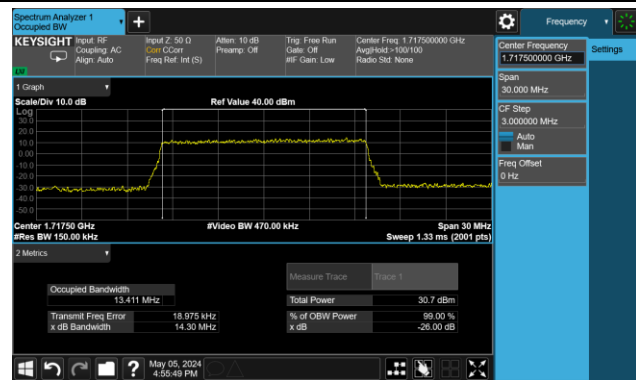 Spectrum Analyzer 1
Occupied BW
Frequency
KEYSIGHT
Input: RF
Coupling: AC
Align: Auto
Input Z: 50 Ω
Corr CCorr
Freq Ref: Int (S)
Atten: 10 dB
Preamp: Off
Trig: Free Run
Gate: Off
#IF Gain: Low
Center Freq: 1.717500000 GHz
Avg|Hold:>100/100
Radio Std: None
Center Frequency
1.717500000 GHz
Settings
Span
30.000 MHz
CF Step
3.000000 MHz
Auto
Man
Freq Offset
0 Hz
1 Graph
Scale/Div 10.0 dB
Ref Value 40.00 dBm
Log
30.0
20.0
10.0
0.00
-10.0
-20.0
-30.0
-40.0
-50.0
Center 1.71750 GHz
#Video BW 470.00 kHz
Span 30 MHz
#Res BW 150.00 kHz
Sweep 1.33 ms (2001 pts)
2 Metrics
Measure Trace
Trace 1
Occupied Bandwidth
13.411 MHz
Total Power
30.7 dBm
Transmit Freq Error
18.975 kHz
% of OBW Power
99.00 %
x dB Bandwidth
14.30 MHz
x dB
-26.00 dB
?
May 05, 2024
4:55:49 PM